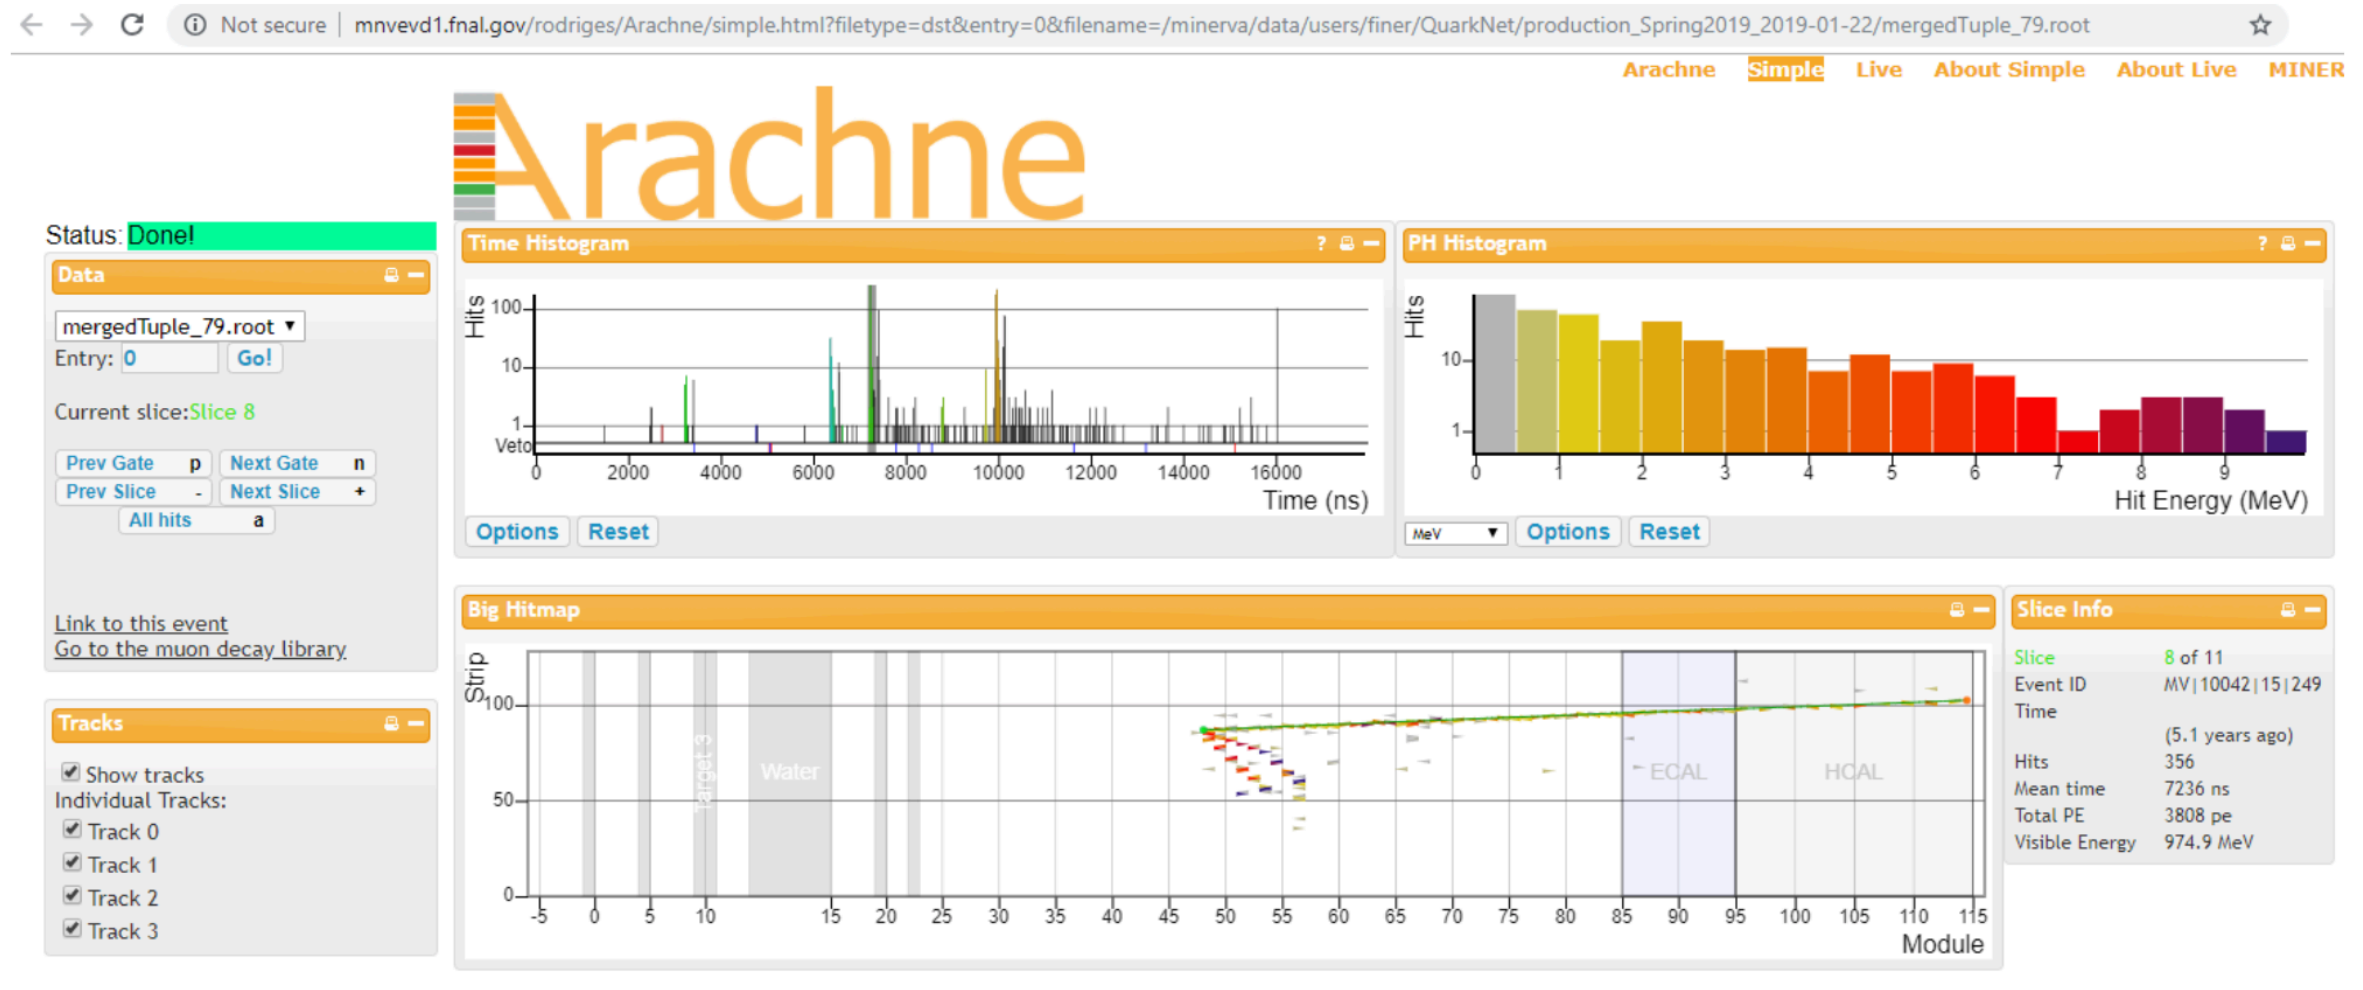 Not secure | mnvevd1.fnal.gov/rodriges/Arachne/simple.html?filetype=dst&entry=0&filename=/minerva/data/users/finer/QuarkNet/production_Spring2019_2019-01-22/mergedTuple_79.root
Arachne Simple Live About Simple About Live MINER
Arachne
Status: Done!
Data
mergedTuple_79.root
Entry: 0 Go!
Current slice:Slice 8
Prev Gate p Next Gate n
Prev Slice - Next Slice +
All hits a
Link to this event
Go to the muon decay library
Tracks
Show tracks
Individual Tracks:
Track 0
Track 1
Track 2
Track 3
Time Histogram ?
Hits
100
10
1
Veto
0 2000 4000 6000 8000 10000 12000 14000 16000
Time (ns)
Options Reset
PH Histogram ?
Hits
10
1
0 1 2 3 4 5 6 7 8 9
Hit Energy (MeV)
MeV Options Reset
Big Hitmap
Strip
100
50
0
Target 3
Water
ECAL
HCAL
-5 0 5 10 15 20 25 30 35 40 45 50 55 60 65 70 75 80 85 90 95 100 105 110 115
Module
Slice Info
Slice 8 of 11
Event ID MV|10042|15|249
Time
(5.1 years ago)
Hits 356
Mean time 7236 ns
Total PE 3808 pe
Visible Energy 974.9 MeV